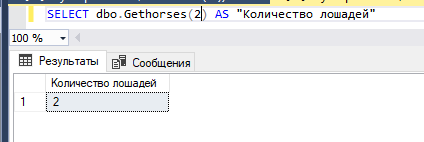 SELECT dbo.Gethorses(2) AS "Количество лошадей"
100 %
Результаты Сообщения
Количество лошадей
1 2